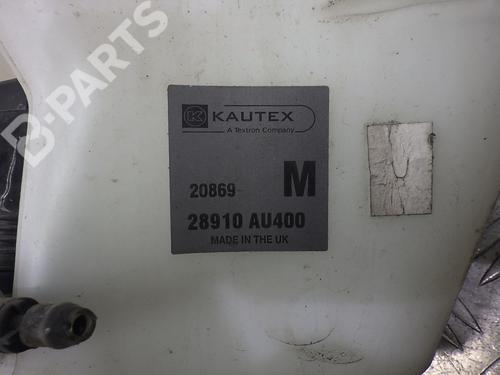 B-PARTS
K KAUTEX
A Textron Company
20869 M
28910 AU400
MADE IN THE UK